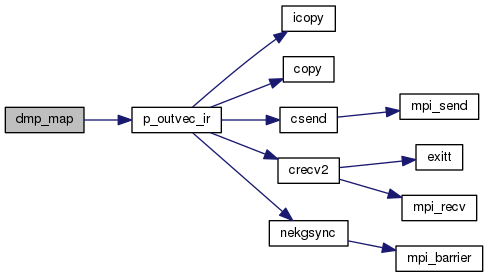 dmp_map
p_outvec_ir
icopy
copy
csend
mpi_send
crecv2
exitt
mpi_recv
nekgsync
mpi_barrier